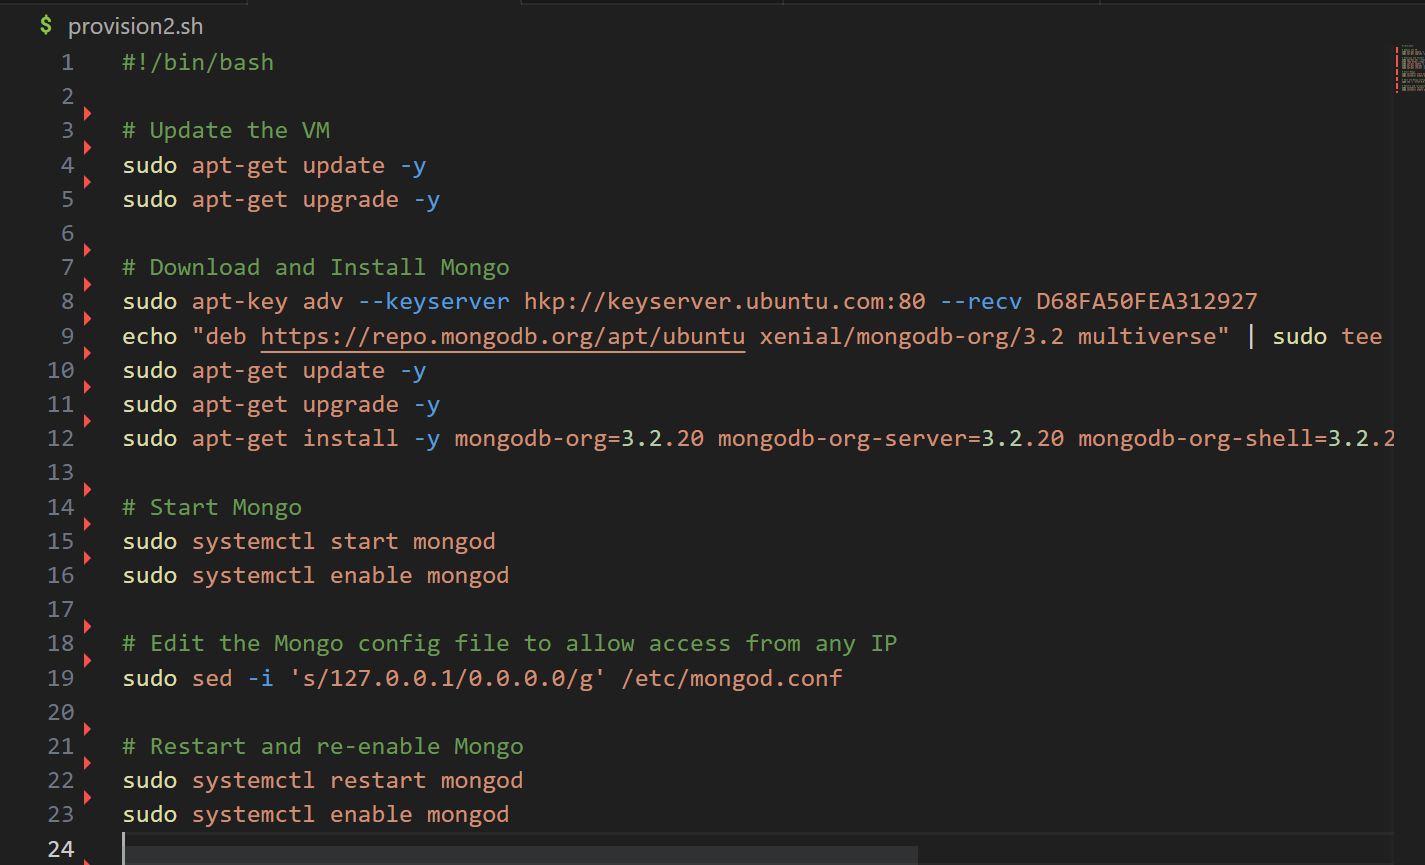 $ provision2.sh
1 #!/bin/bash
2
3 # Update the VM
4 sudo apt-get update -y
5 sudo apt-get upgrade -y
6
7 # Download and Install Mongo
8 sudo apt-key adv --keyserver hkp://keyserver.ubuntu.com:80 --recv D68FA50FEA312927
9 echo "deb https://repo.mongodb.org/apt/ubuntu xenial/mongodb-org/3.2 multiverse" | sudo tee
10 sudo apt-get update -y
11 sudo apt-get upgrade -y
12 sudo apt-get install -y mongodb-org=3.2.20 mongodb-org-server=3.2.20 mongodb-org-shell=3.2.2
13
14 # Start Mongo
15 sudo systemctl start mongod
16 sudo systemctl enable mongod
17
18 # Edit the Mongo config file to allow access from any IP
19 sudo sed -i 's/127.0.0.1/0.0.0.0/g' /etc/mongod.conf
20
21 # Restart and re-enable Mongo
22 sudo systemctl restart mongod
23 sudo systemctl enable mongod
24